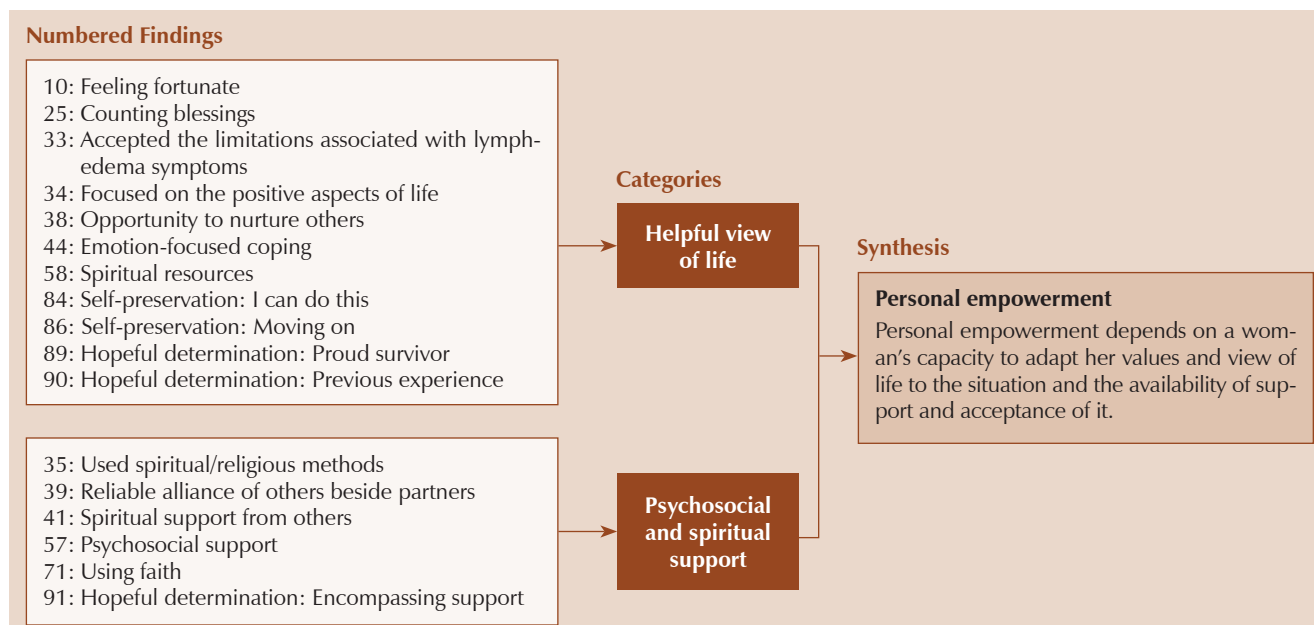 Numbered Findings
10: Feeling fortunate
25: Counting blessings
33: Accepted the limitations associated with lymph-
edema symptoms
34: Focused on the positive aspects of life
38: Opportunity to nurture others
44: Emotion-focused coping
58: Spiritual resources
84: Self-preservation: I can do this
86: Self-preservation: Moving on
89: Hopeful determination: Proud survivor
90: Hopeful determination: Previous experience
35: Used spiritual/religious methods
39: Reliable alliance of others beside partners
41: Spiritual support from others
57: Psychosocial support
71: Using faith
91: Hopeful determination: Encompassing support
Categories
Helpful view
of life
Psychosocial
and spiritual
support
Synthesis
Personal empowerment
Personal empowerment depends on a wom-
an’s capacity to adapt her values and view of
life to the situation and the availability of sup-
port and acceptance of it.